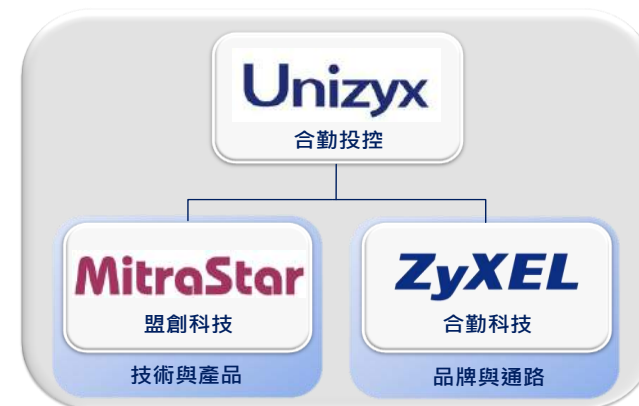 Unizyx
合勤投控
MitraStar
盟創科技
技術與產品
ZyXEL
合勤科技
品牌與通路